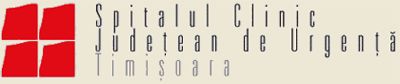 Spitalul Clinic
Județean de Urgență
Timișoara